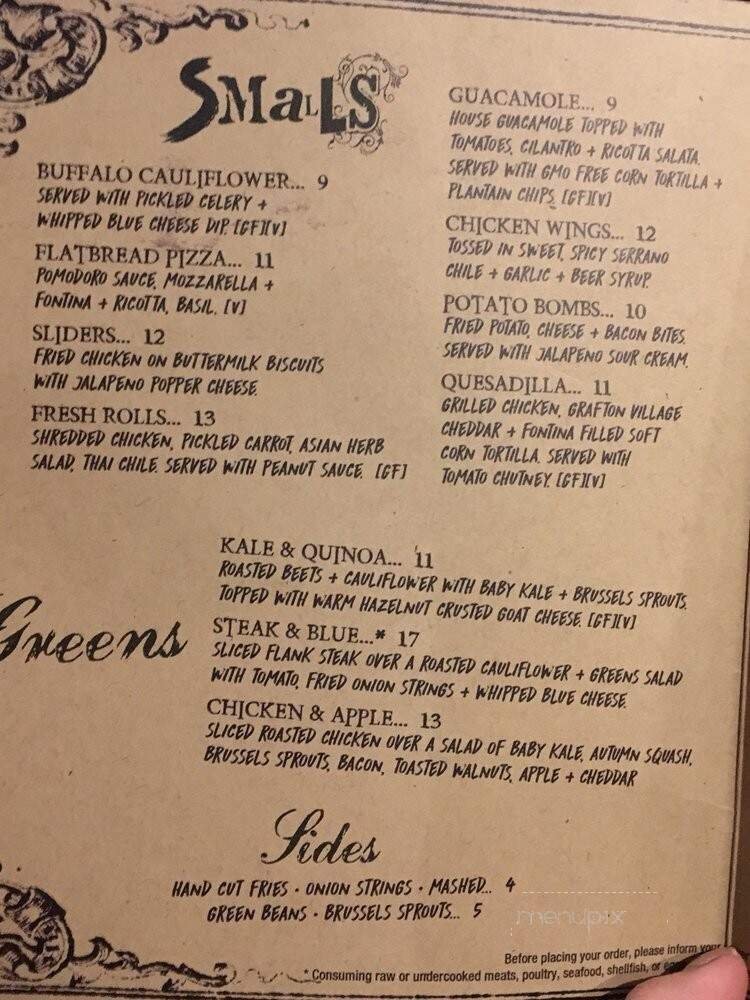 SMaLLS
BUFFALO CAULIFLOWER... 9
SERVED WITH PICKLED CELERY +
WHIPPED BLUE CHEESE DIP. [GF][V]
FLATBREAD PIZZA... 11
POMODORO SAUCE, MOZZARELLA +
FONTINA + RICOTTA, BASIL. [V]
SLIDERS... 12
FRIED CHICKEN ON BUTTERMILK BISCUITS
WITH JALAPENO POPPER CHEESE.
FRESH ROLLS... 13
SHREDDED CHICKEN, PICKLED CARROT, ASIAN HERB
SALAD, THAI CHILE. SERVED WITH PEANUT SAUCE. [GF]
GUACAMOLE... 9
HOUSE GUACAMOLE TOPPED WITH
TOMATOES, CILANTRO + RICOTTA SALATA.
SERVED WITH GMO FREE CORN TORTILLA +
PLANTAIN CHIPS. [GF][V]
CHICKEN WINGS... 12
TOSSED IN SWEET, SPICY SERRANO
CHILE + GARLIC + BEER SYRUP.
POTATO BOMBS... 10
FRIED POTATO, CHEESE + BACON BITES,
SERVED WITH JALAPENO SOUR CREAM.
QUESADILLA... 11
GRILLED CHICKEN, GRAFTON VILLAGE
CHEDDAR + FONTINA FILLED SOFT
CORN TORTILLA. SERVED WITH
TOMATO CHUTNEY. [GF][V]
Greens
KALE & QUINOA... 11
ROASTED BEETS + CAULIFLOWER WITH BABY KALE + BRUSSELS SPROUTS,
TOPPED WITH WARM HAZELNUT CRUSTED GOAT CHEESE. [GF][V]
STEAK & BLUE...* 17
SLICED FLANK STEAK OVER A ROASTED CAULIFLOWER + GREENS SALAD
WITH TOMATO, FRIED ONION STRINGS + WHIPPED BLUE CHEESE.
CHICKEN & APPLE... 13
SLICED ROASTED CHICKEN OVER A SALAD OF BABY KALE, AUTUMN SQUASH,
BRUSSELS SPROUTS, BACON, TOASTED WALNUTS, APPLE + CHEDDAR
Sides
HAND CUT FRIES • ONION STRINGS • MASHED... 4
GREEN BEANS • BRUSSELS SPROUTS... 5
menupix
Before placing your order, please inform your
* Consuming raw or undercooked meats, poultry, seafood, shellfish, or